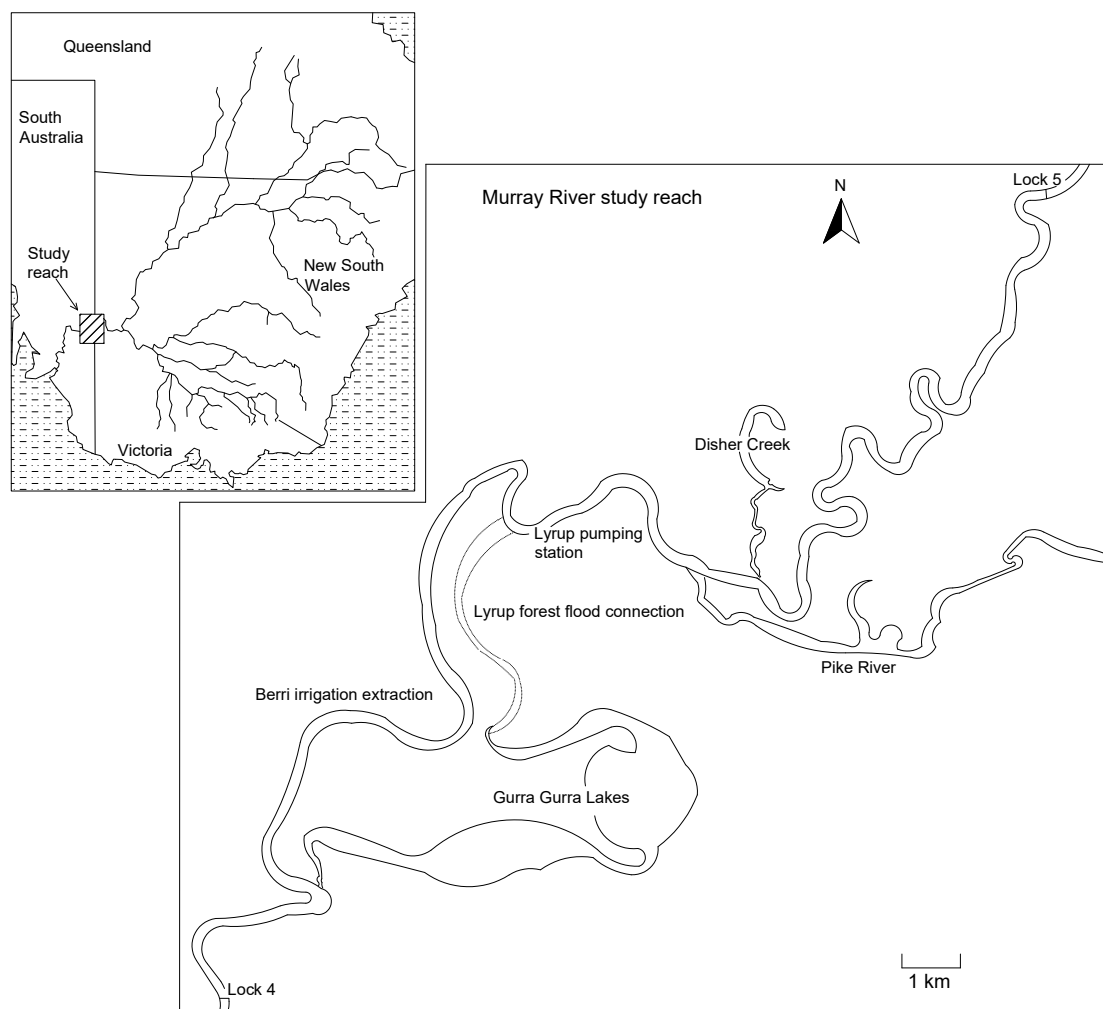 Queensland
South
Australia
Study
reach
New South
Wales
Victoria
Murray River study reach
N
Lock 5
Disher Creek
Lyrup pumping
station
Lyrup forest flood connection
Pike River
Berri irrigation extraction
Gurra Gurra Lakes
Lock 4
1 km